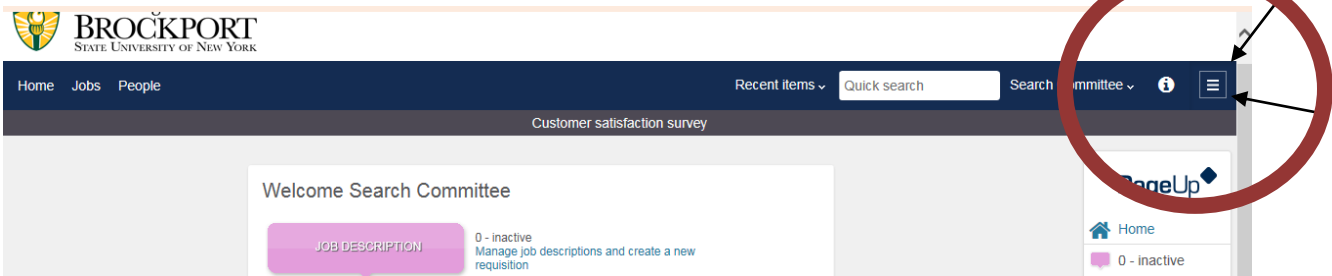 BROCKPORT
STATE UNIVERSITY OF NEW YORK
Home Jobs People Recent items Quick search Search Committee
Customer satisfaction survey
Welcome Search Committee
JOB DESCRIPTION
0 - inactive
Manage job descriptions and create a new
requisition
PageUp
Home
0 - inactive